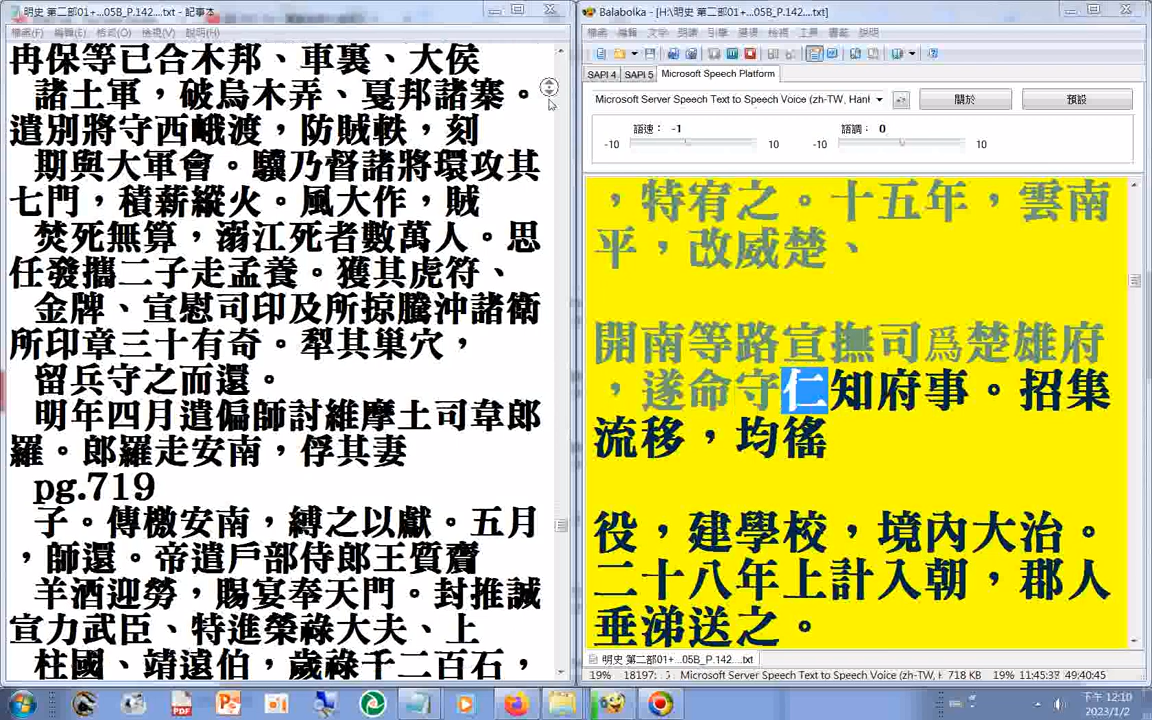 明史 第二部01+...05B_P.142....txt - 記事本
檔案(F) 編輯(E) 格式(O) 檢視(V) 說明(H)
冉保等已合木邦、車裏、大侯
諸土軍，破烏木弄、戛邦諸寨。
遣別將守西峨渡，防賊軼，刻
期與大軍會。驥乃督諸將環攻其
七門，積薪縱火。風大作，賊
焚死無算，溺江死者數萬人。思
任發攜二子走孟養。獲其虎符、
金牌、宣慰司印及所掠騰沖諸衛
所印章三十有奇。犁其巢穴，
留兵守之而還。
明年四月遣偏師討維摩土司韋郎
羅。郎羅走安南，俘其妻
pg.719
子。傳檄安南，縛之以獻。五月
，師還。帝遣戶部侍郎王質齎
羊酒迎勞，賜宴奉天門。封推誠
宣力武臣、特進榮祿大夫、上
柱國、靖遠伯，歲祿千二百石，
Balabolka - [H:\明史 第二部01+...05B_P.142....txt]
檔案 編輯 文字 朗讀 引擎 選項 檢視 工具 書籤 說明
SAPI 4 SAPI 5 Microsoft Speech Platform
Microsoft Server Speech Text to Speech Voice (zh-TW, HanH
關於
預設
語速： -1
語調： 0
-10 10 -10 10
，特宥之。十五年，雲南
平，改威楚、
開南等路宣撫司爲楚雄府
，遂命守仁知府事。招集
流移，均徭
役，建學校，境內大治。
二十八年上計入朝，郡人
垂涕送之。
明史 第二部01+...05B_P.142....txt
19% 18197: Microsoft Server Speech Text to Speech Voice (zh-TW, H 718 KB 19% 11:45:3 49:40:45
下午 12:10
2023/1/2